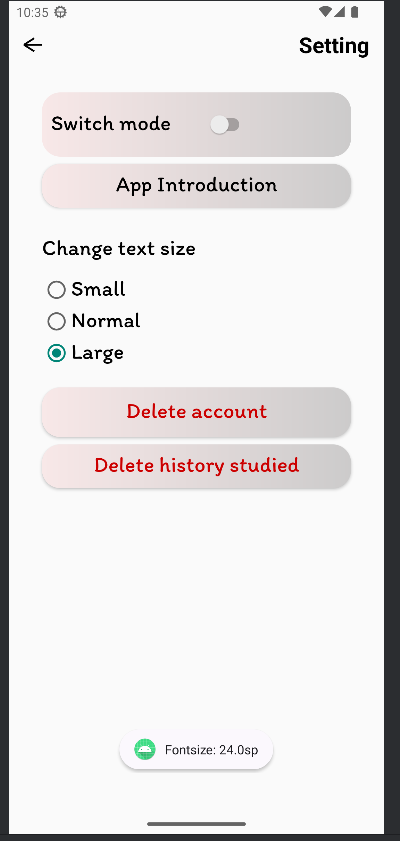 10:35
Setting
Switch mode
App Introduction
Change text size
Small
Normal
Large
Delete account
Delete history studied
Fontsize: 24.0sp